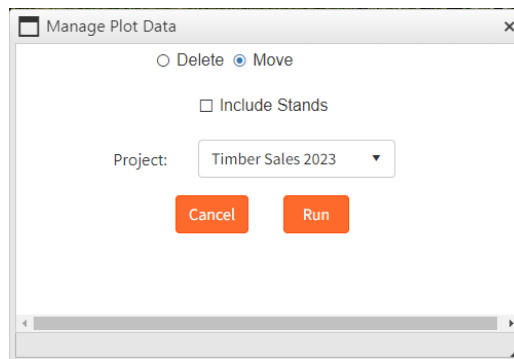 Manage Plot Data
Delete Move
Include Stands
Project: Timber Sales 2023
Cancel Run